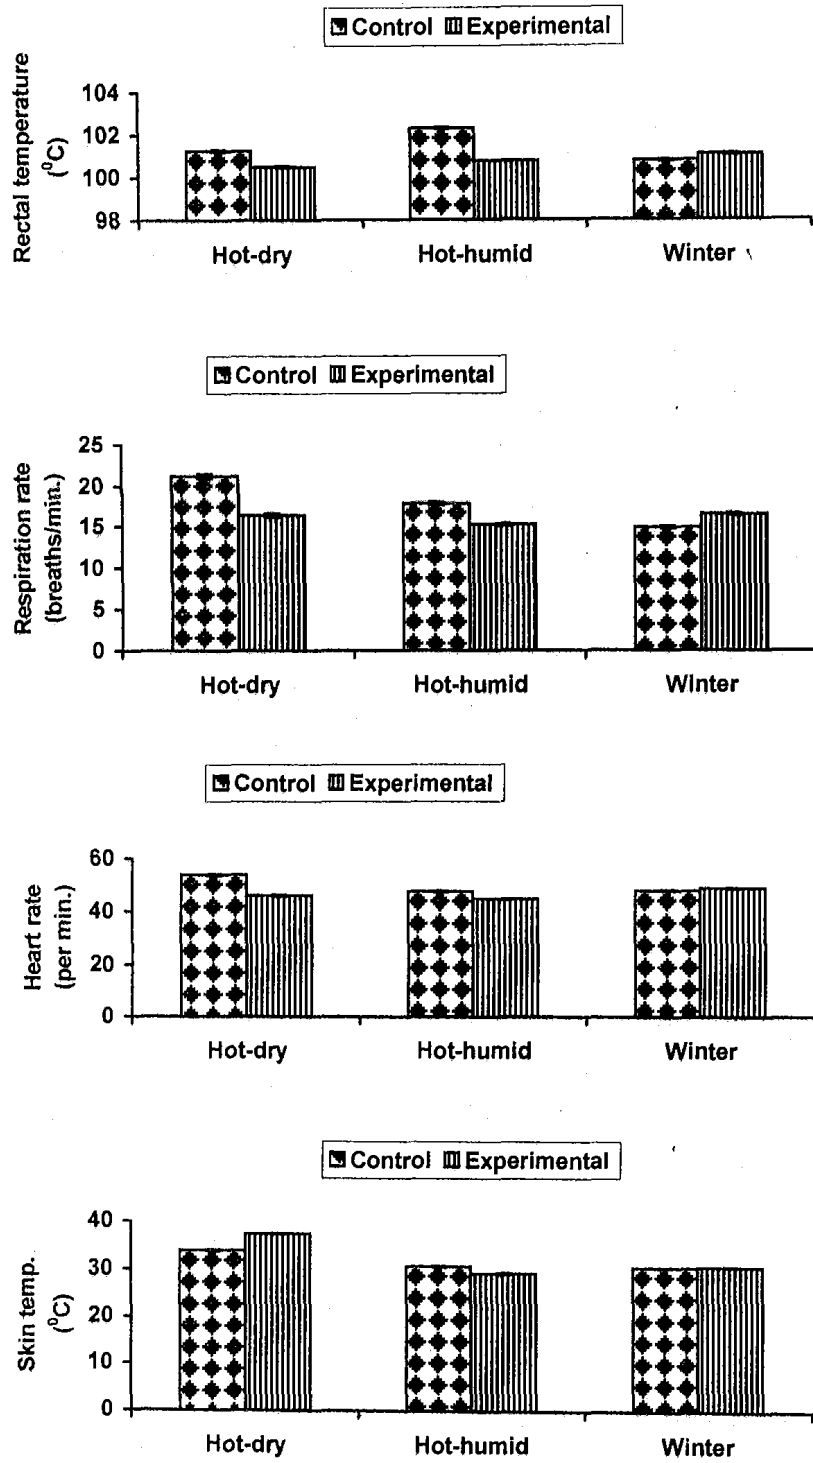 Control Experimental
Rectal temperature
(⁰C)
104
102
100
98
Hot-dry Hot-humid Winter
Control Experimental
Respiration rate
(breaths/min.)
25
20
15
10
5
0
Hot-dry Hot-humid Winter
Control Experimental
Heart rate
(per min.)
60
40
20
0
Hot-dry Hot-humid Winter
Control Experimental
Skin temp.
(⁰C)
40
30
20
10
0
Hot-dry Hot-humid Winter